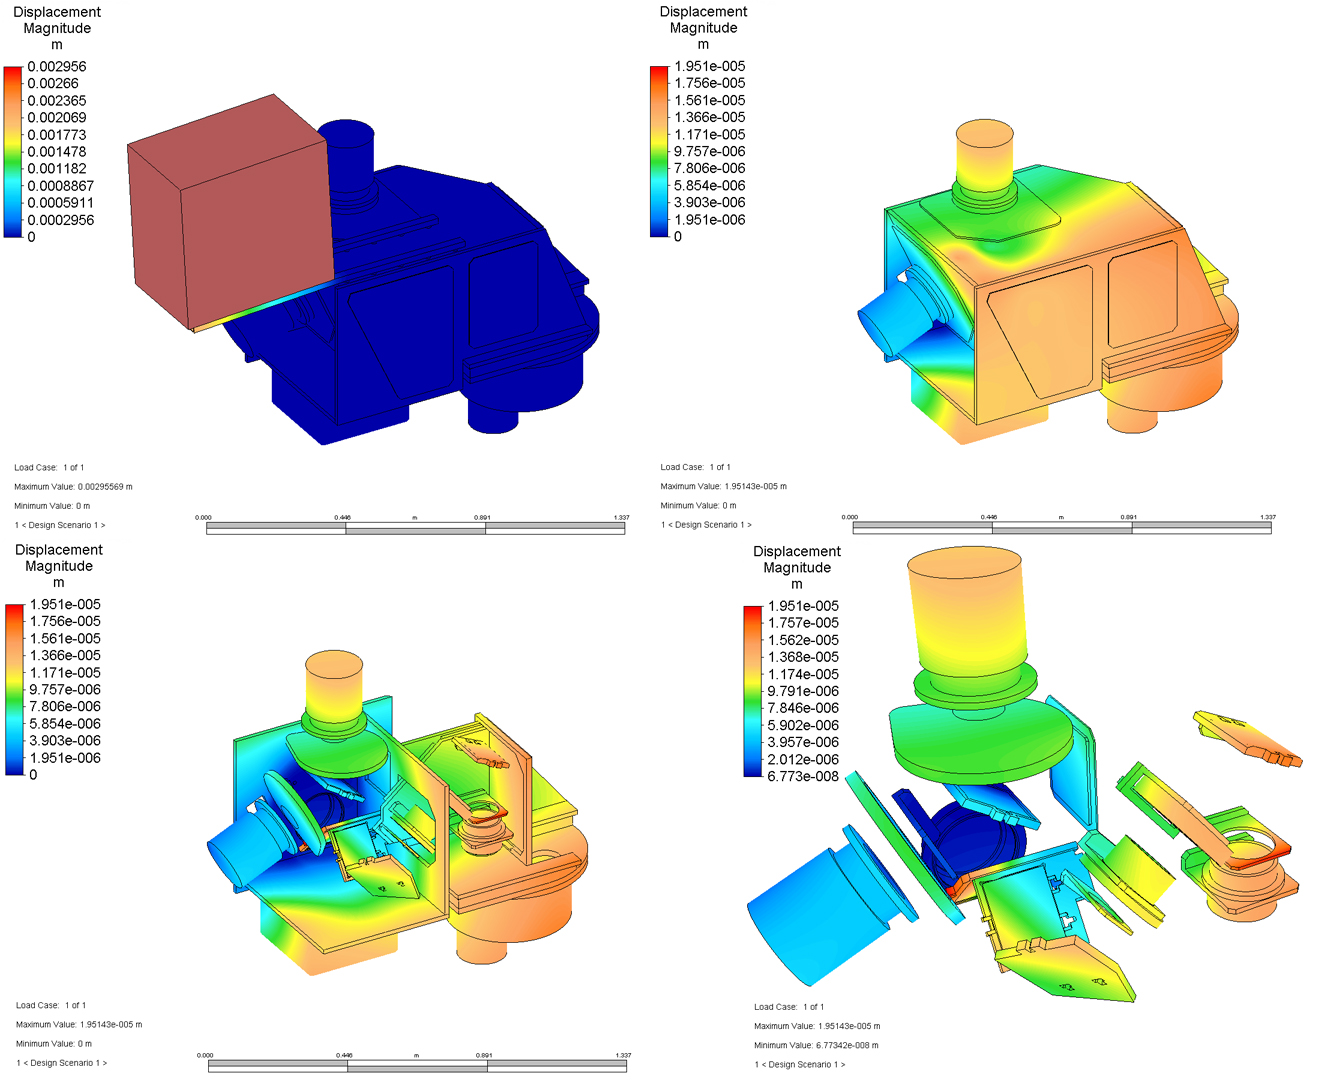 Displacement
Magnitude
m
0.002956
0.00266
0.002365
0.002069
0.001773
0.001478
0.001182
0.0008867
0.0005911
0.0002956
0
Load Case: 1 of 1
Maximum Value: 0.00295569 m
Minimum Value: 0 m
1 < Design Scenario 1 >
0.000 0.446 m 0.891 1.337
Displacement
Magnitude
m
1.951e-005
1.756e-005
1.561e-005
1.366e-005
1.171e-005
9.757e-006
7.806e-006
5.854e-006
3.903e-006
1.951e-006
0
Load Case: 1 of 1
Maximum Value: 1.95143e-005 m
Minimum Value: 0 m
1 < Design Scenario 1 >
0.000 0.446 m 0.891 1.337
Displacement
Magnitude
m
1.951e-005
1.756e-005
1.561e-005
1.366e-005
1.171e-005
9.757e-006
7.806e-006
5.854e-006
3.903e-006
1.951e-006
0
Load Case: 1 of 1
Maximum Value: 1.95143e-005 m
Minimum Value: 0 m
1 < Design Scenario 1 >
0.000 0.446 m 0.891 1.337
Displacement
Magnitude
m
1.951e-005
1.757e-005
1.562e-005
1.368e-005
1.174e-005
9.791e-006
7.846e-006
5.902e-006
3.957e-006
2.012e-006
6.773e-008
Load Case: 1 of 1
Maximum Value: 1.95143e-005 m
Minimum Value: 6.77342e-008 m
1 < Design Scenario 1 >